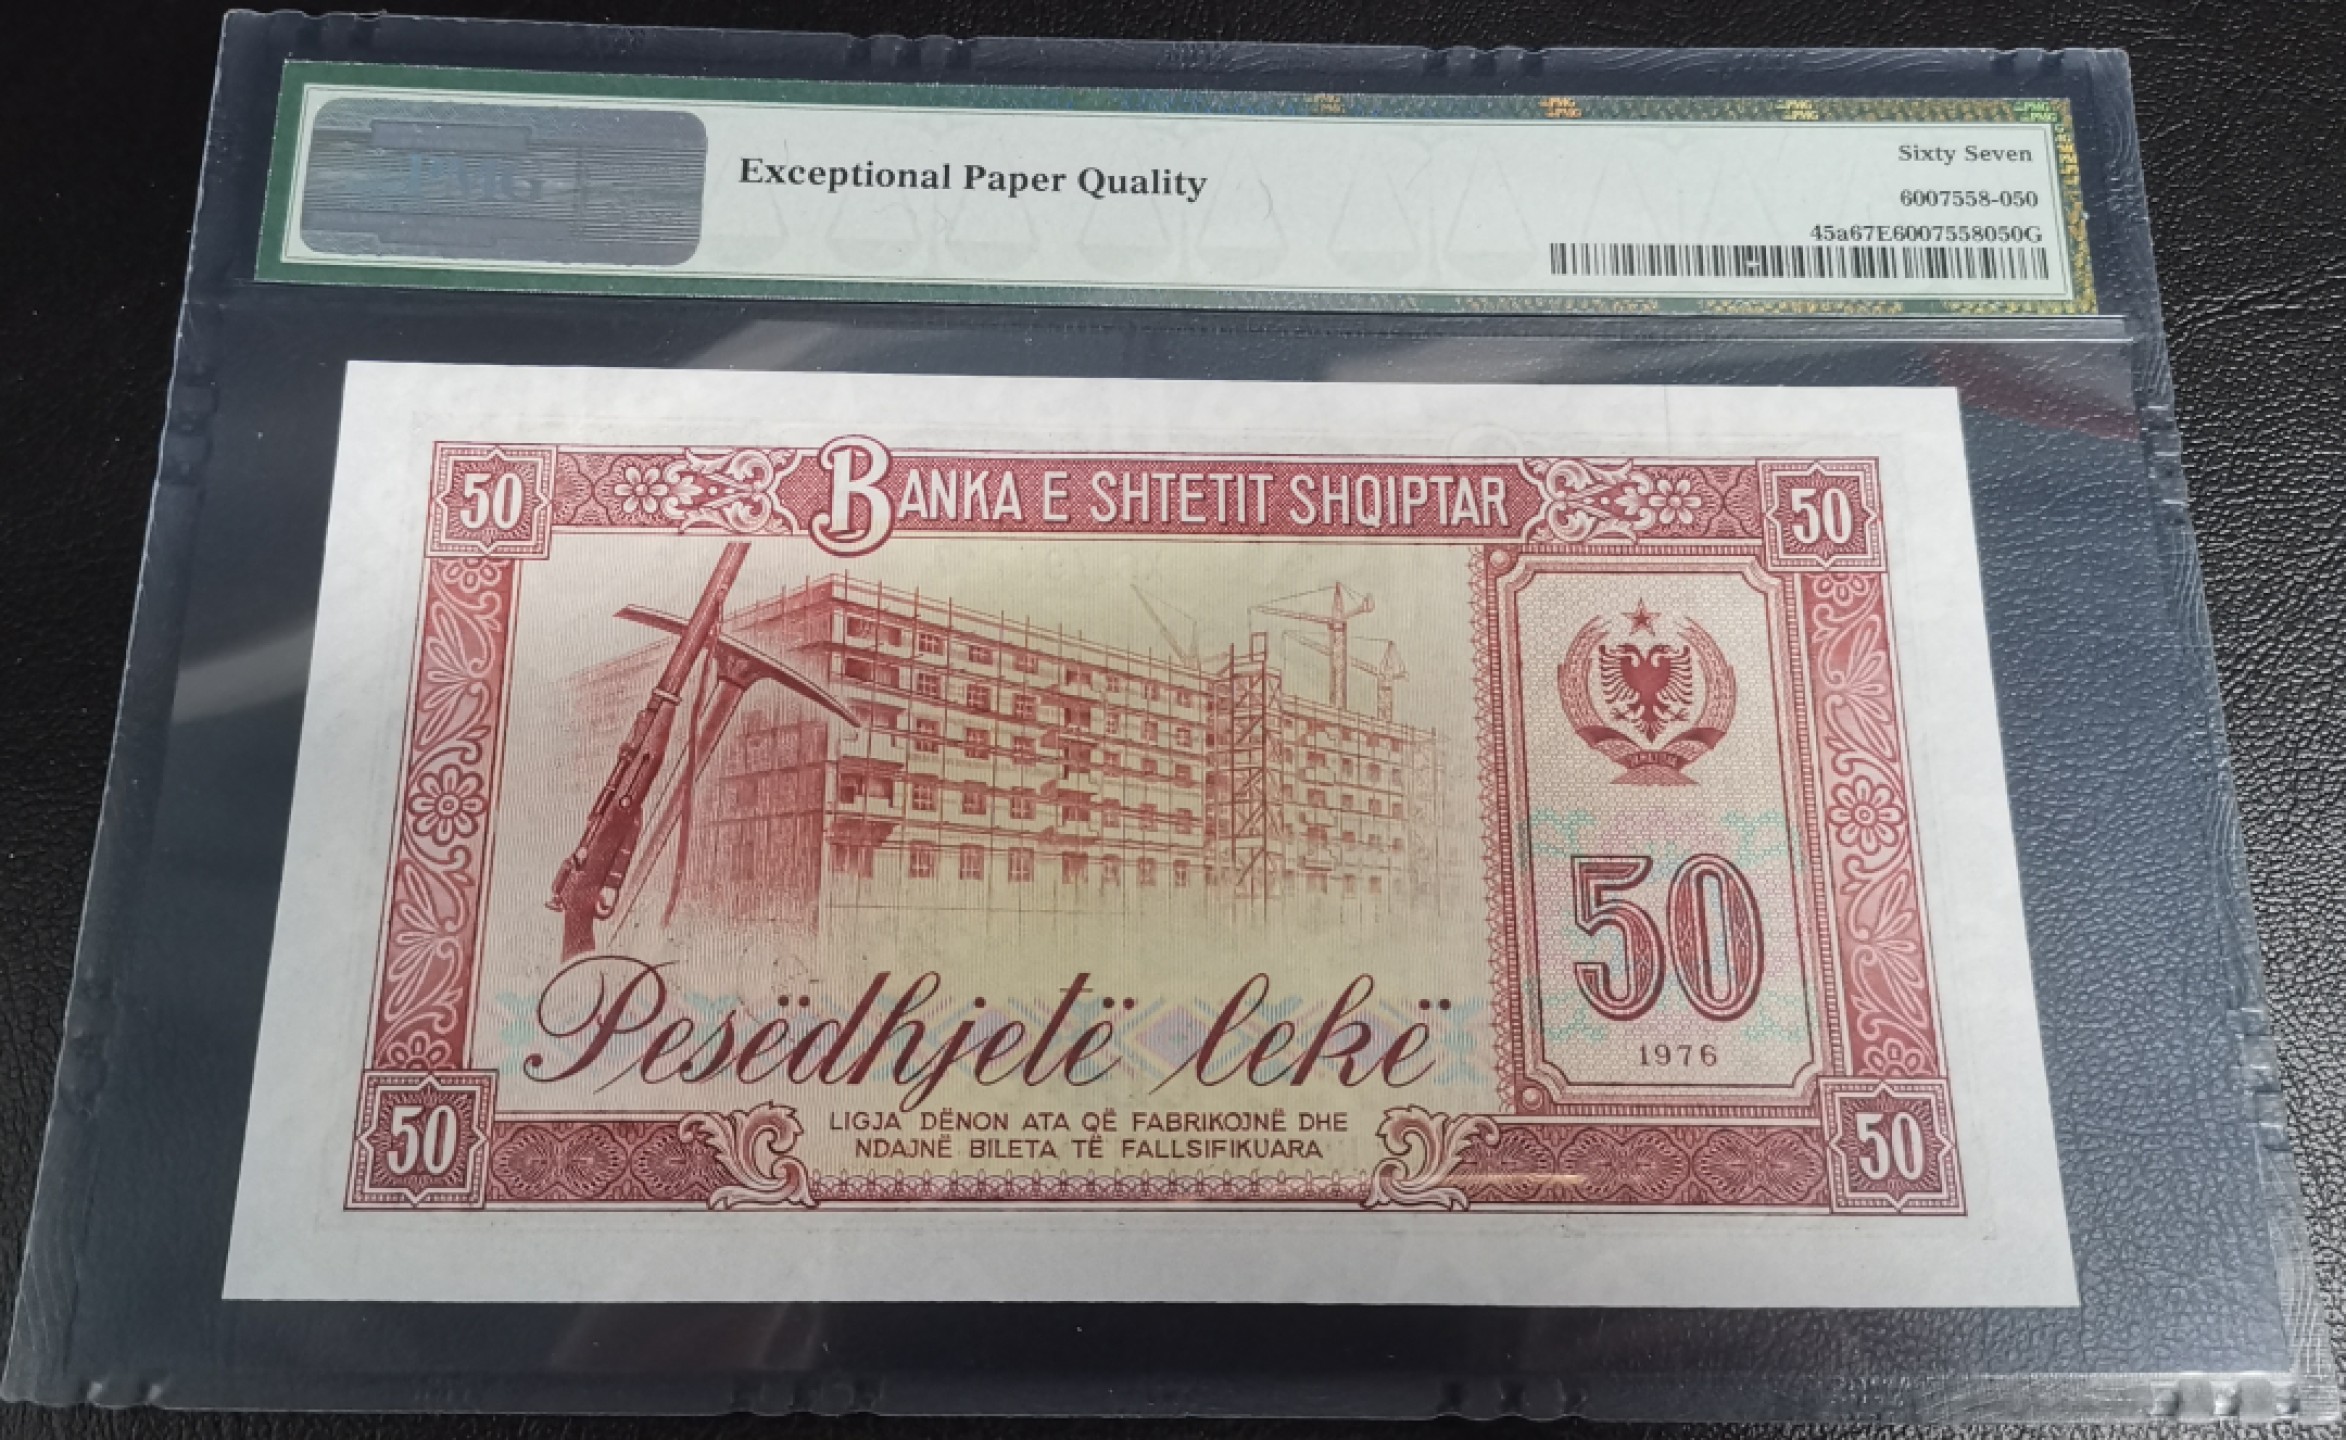 PMG
Exceptional Paper Quality
Sixty Seven
6007558-050
45a67E6007558050G
50
BANKA E SHTETIT SHQIPTAR
50
50
1976
Pesëdhjetë lekë
50
LIGJA DËNON ATA QË FABRIKOJNË DHE
NDAJNË BILETA TË FALLSIFIKUARA
50